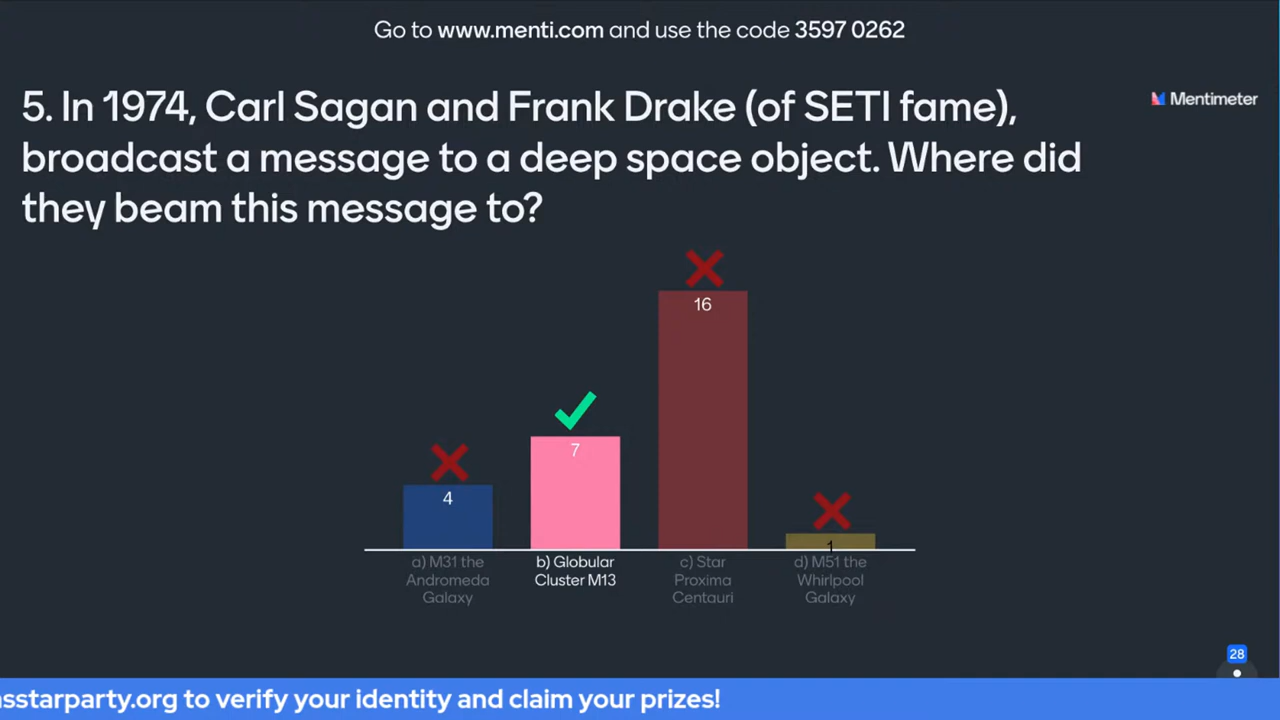 Go to www.menti.com and use the code 3597 0262
5. In 1974, Carl Sagan and Frank Drake (of SETI fame),
broadcast a message to a deep space object. Where did
they beam this message to?
Mentimeter
16
7
4
1
a) M31 the
Andromeda
Galaxy
b) Globular
Cluster M13
c) Star
Proxima
Centauri
d) M51 the
Whirlpool
Galaxy
28
asstarparty.org to verify your identity and claim your prizes!